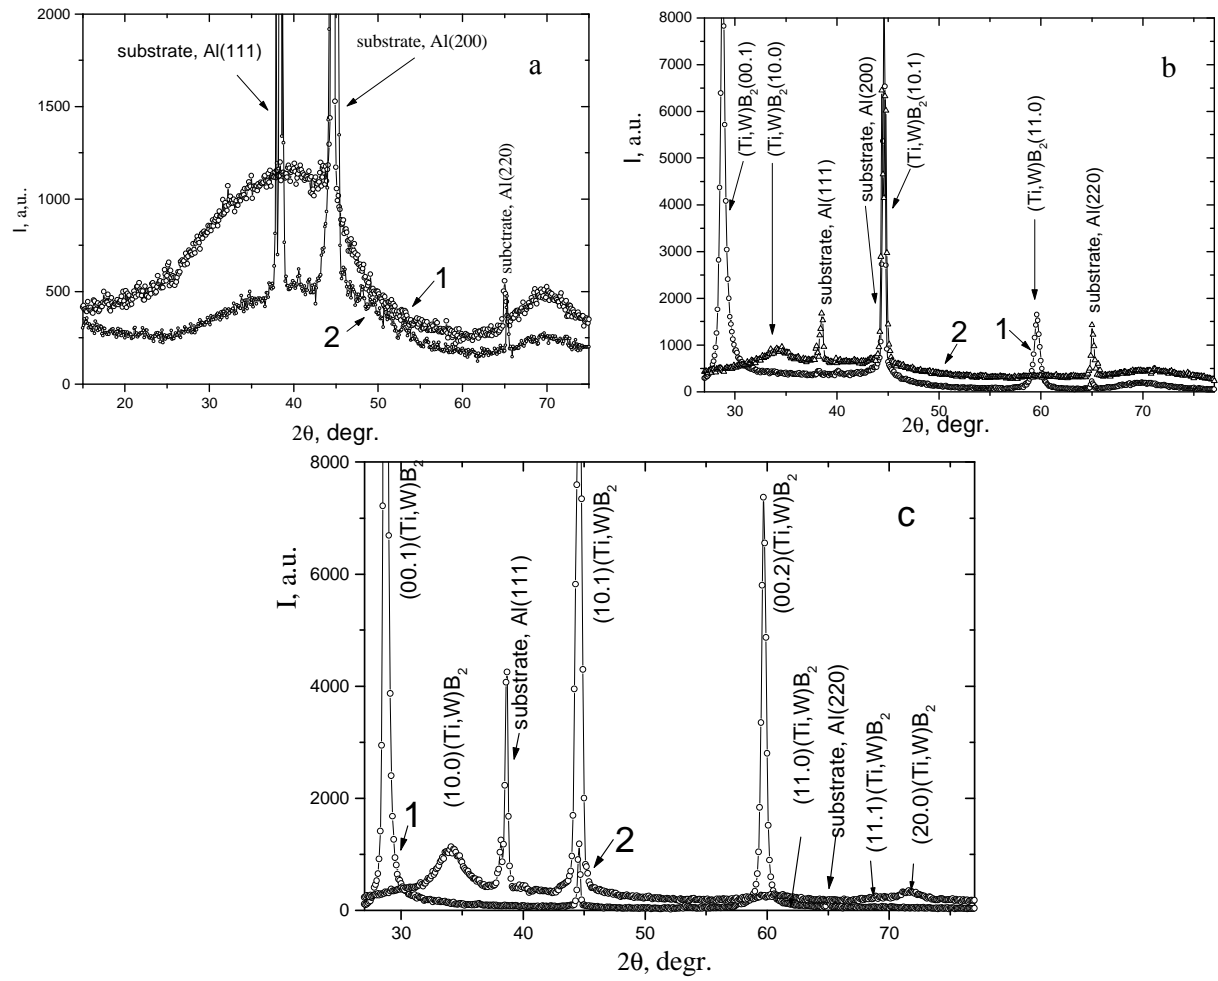 a
2000
1500
1000
500
0
I, a,u..
substrate, Al(111)
substrate, Al(200)
subctrate, Al(220)
1
2
20 30 40 50 60 70
2θ, degr.
b
8000
7000
6000
5000
4000
3000
2000
1000
0
I, a.u.
(Ti,W)B2(00.1)
(Ti,W)B2(10.0)
substrate, Al(111)
substrate, Al(200)
(Ti,W)B2(10.1)
(Ti,W)B2(11.0)
substrate, Al(220)
2
1
30 40 50 60 70
2θ, degr.
c
8000
6000
4000
2000
0
I, a.u.
(00.1)(Ti,W)B2
(10.0)(Ti,W)B2
substrate, Al(111)
(10.1)(Ti,W)B2
(00.2)(Ti,W)B2
(11.0)(Ti,W)B2
substrate, Al(220)
(11.1)(Ti,W)B2
(20.0)(Ti,W)B2
1
2
30 40 50 60 70
2θ, degr.